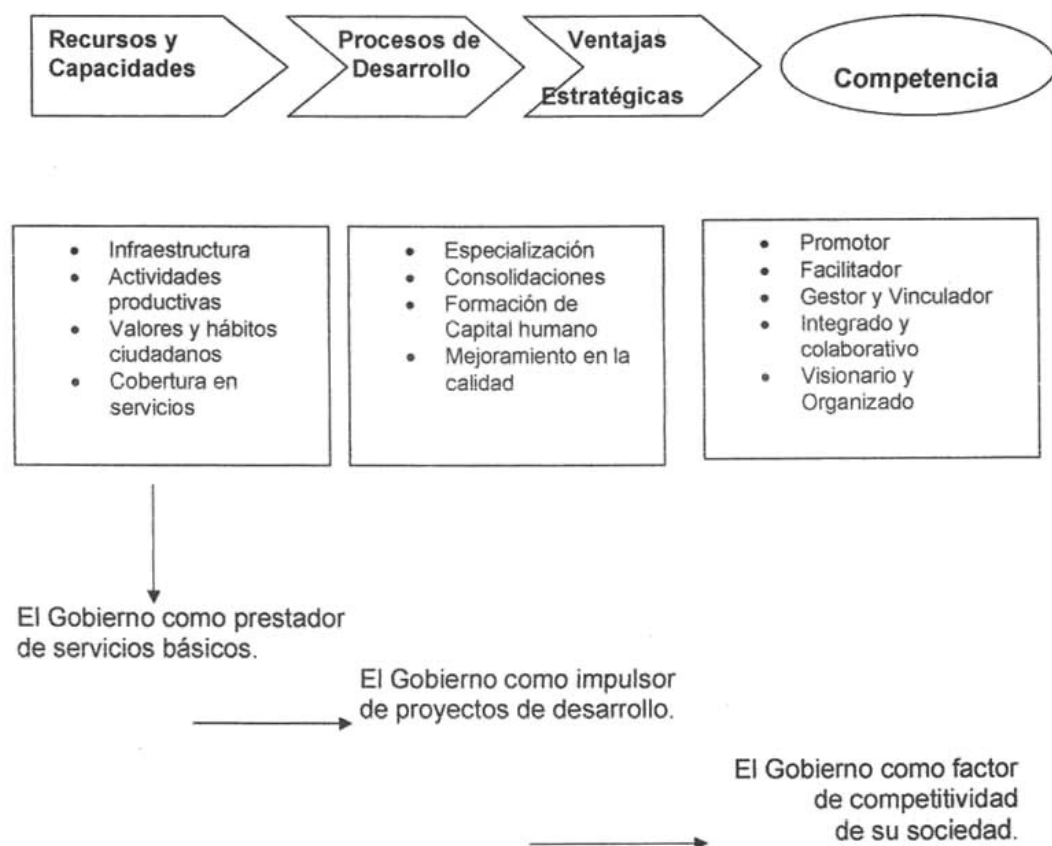 Recursos y
Capacidades
Procesos de
Desarrollo
Ventajas
Estratégicas
Competencia
• Infraestructura
• Actividades
productivas
• Valores y hábitos
ciudadanos
• Cobertura en
servicios
• Especialización
• Consolidaciones
• Formación de
Capital humano
• Mejoramiento en la
calidad
• Promotor
• Facilitador
• Gestor y Vinculador
• Integrado y
colaborativo
• Visionario y
Organizado
El Gobierno como prestador
de servicios básicos.
El Gobierno como impulsor
de proyectos de desarrollo.
El Gobierno como factor
de competitividad
de su sociedad.